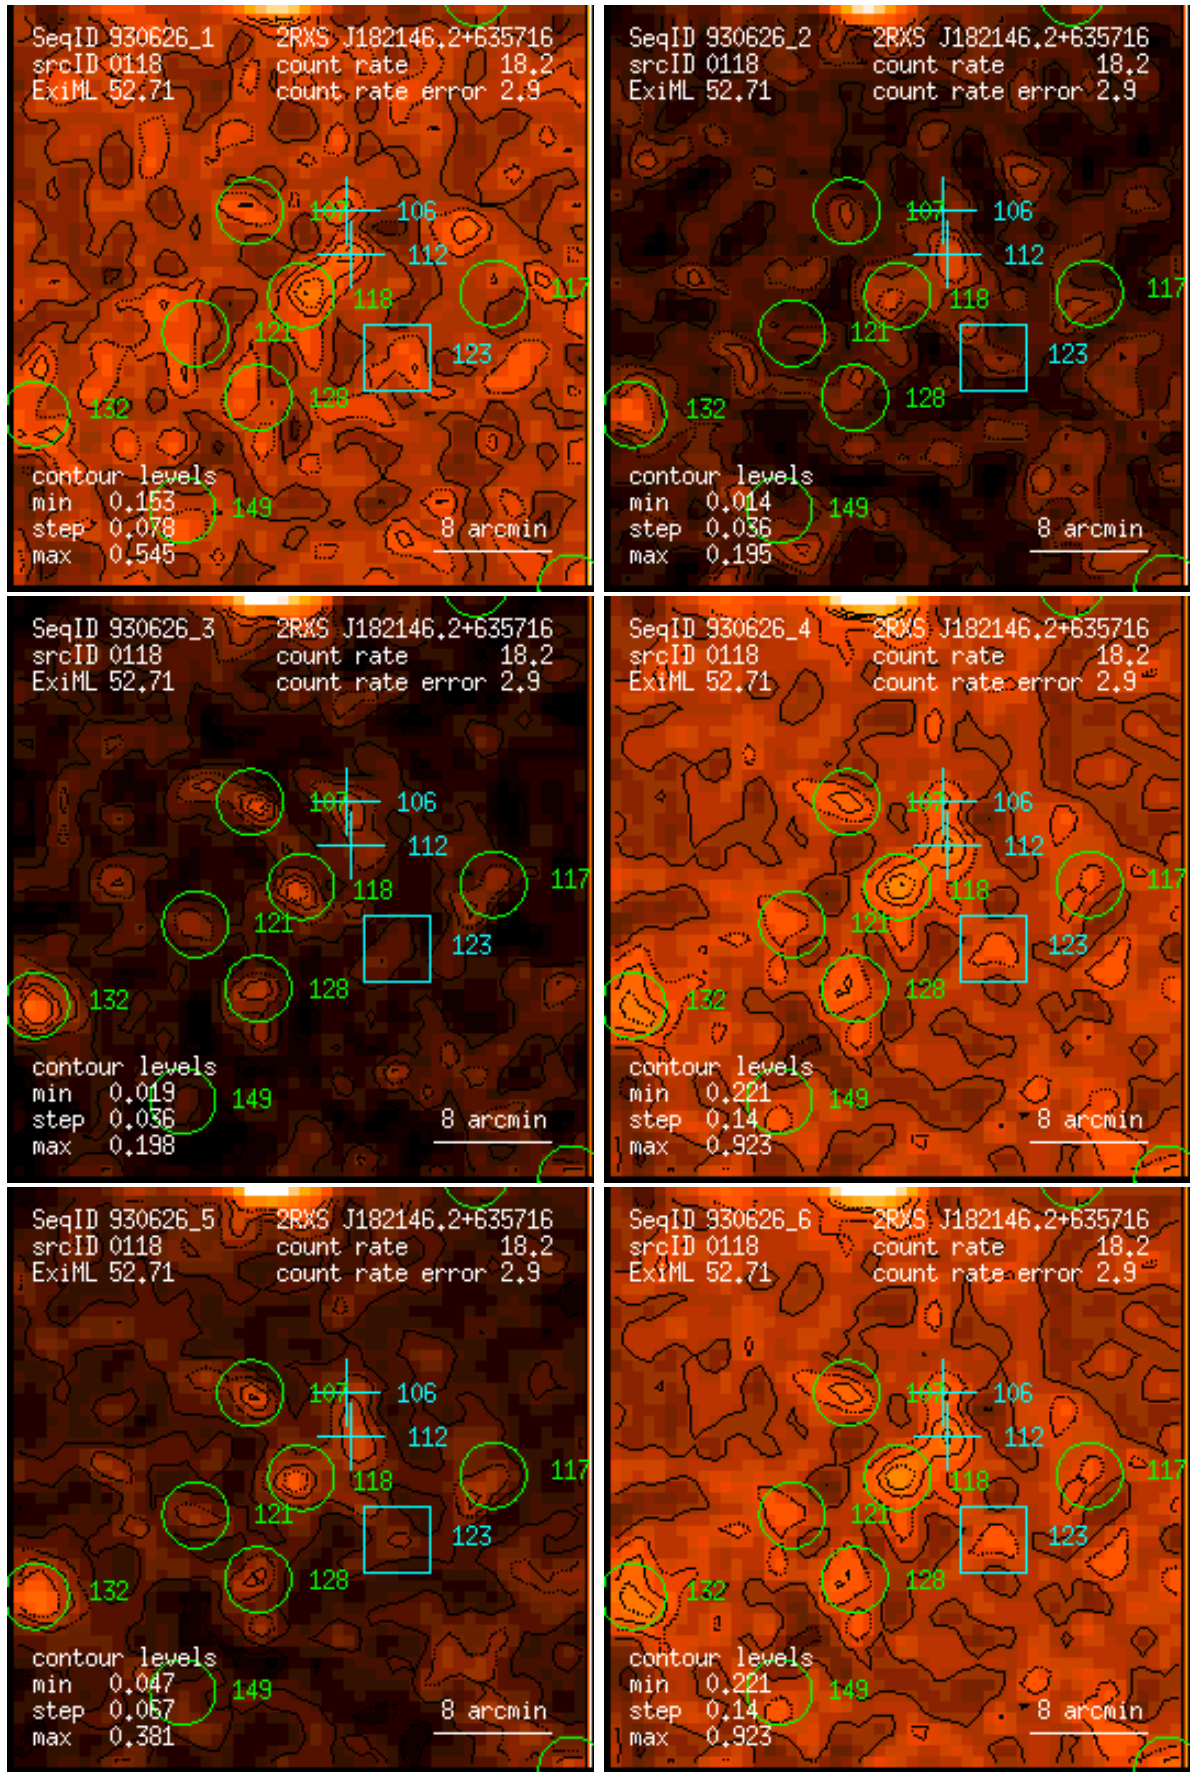 SeqID 930626_1 2RXS J182146.2+635716
srcID 0118 count rate 18.2
ExiML 52.71 count rate error 2.9
107 106
112
118 117
121
123
128
132
contour levels
min 0.153
149
step 0.078 8 arcmin
max 0.545
SeqID 930626_2 2RXS J182146.2+635716
srcID 0118 count rate 18.2
ExiML 52.71 count rate error 2.9
107 106
112
118 117
121
123
128
132
contour levels
min 0.014
149
step 0.036 8 arcmin
max 0.195
SeqID 930626_3 2RXS J182146.2+635716
srcID 0118 count rate 18.2
ExiML 52.71 count rate error 2.9
107 106
112
118 117
121
123
128
132
contour levels
min 0.019
149
step 0.036 8 arcmin
max 0.198
SeqID 930626_4 2RXS J182146.2+635716
srcID 0118 count rate 18.2
ExiML 52.71 count rate error 2.9
107 106
112
118 117
121
123
128
132
contour levels
min 0.221
149
step 0.14 8 arcmin
max 0.923
SeqID 930626_5 2RXS J182146.2+635716
srcID 0118 count rate 18.2
ExiML 52.71 count rate error 2.9
107 106
112
118 117
121
123
128
132
contour levels
min 0.047
149
step 0.067 8 arcmin
max 0.381
SeqID 930626_6 2RXS J182146.2+635716
srcID 0118 count rate 18.2
ExiML 52.71 count rate error 2.9
107 106
112
118 117
121
123
128
132
contour levels
min 0.221
149
step 0.14 8 arcmin
max 0.923